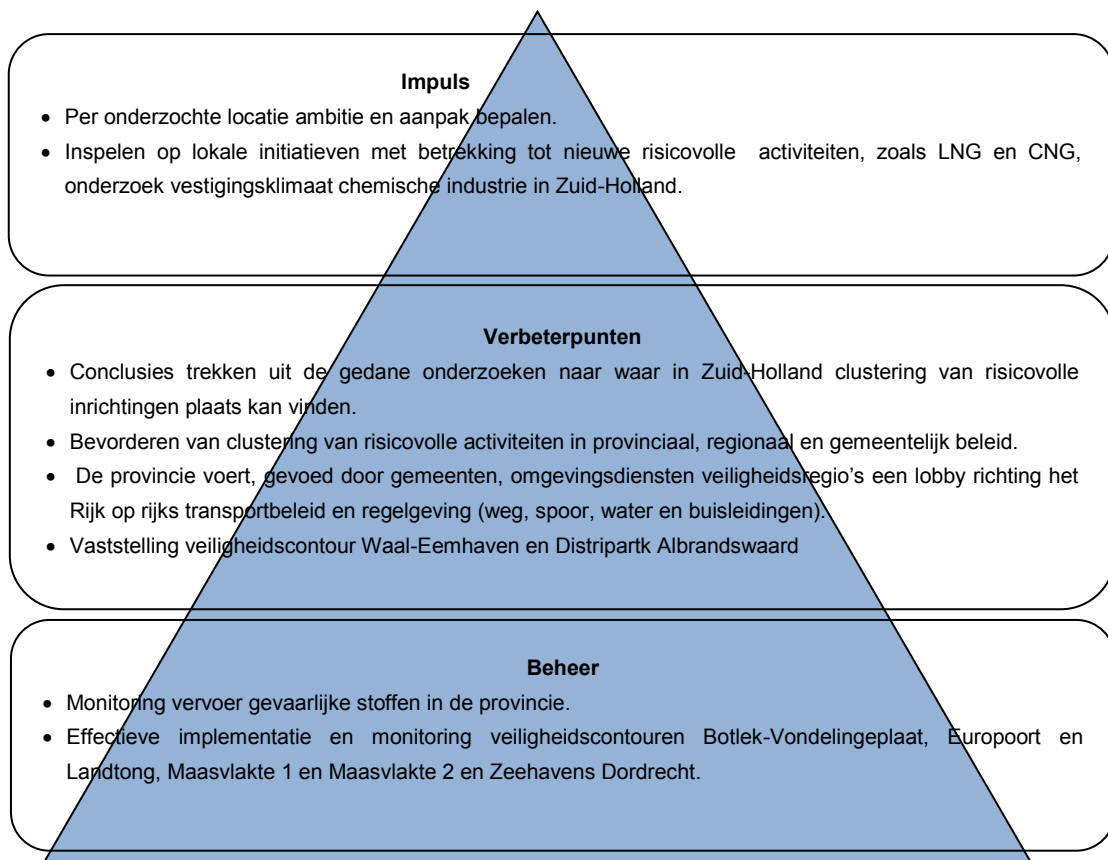 Impuls
• Per onderzochte locatie ambitie en aanpak bepalen.
• Inspelen op lokale initiatieven met betrekking tot nieuwe risicovolle activiteiten, zoals LNG en CNG,
onderzoek vestigingsklimaat chemische industrie in Zuid-Holland.
Verbeterpunten
• Conclusies trekken uit de gedane onderzoeken naar waar in Zuid-Holland clustering van risicovolle
inrichtingen plaats kan vinden.
• Bevorderen van clustering van risicovolle activiteiten in provinciaal, regionaal en gemeentelijk beleid.
• De provincie voert, gevoed door gemeenten, omgevingsdiensten veiligheidsregio's een lobby richting het
Rijk op rijks transportbeleid en regelgeving (weg, spoor, water en buisleidingen).
• Vaststelling veiligheidscontour Waal-Eemhaven en Distripartk Albrandswaard
Beheer
• Monitoring vervoer gevaarlijke stoffen in de provincie.
• Effectieve implementatie en monitoring veiligheidscontouren Botlek-Vondelingeplaat, Europoort en
Landtong, Maasvlakte 1 en Maasvlakte 2 en Zeehavens Dordrecht.